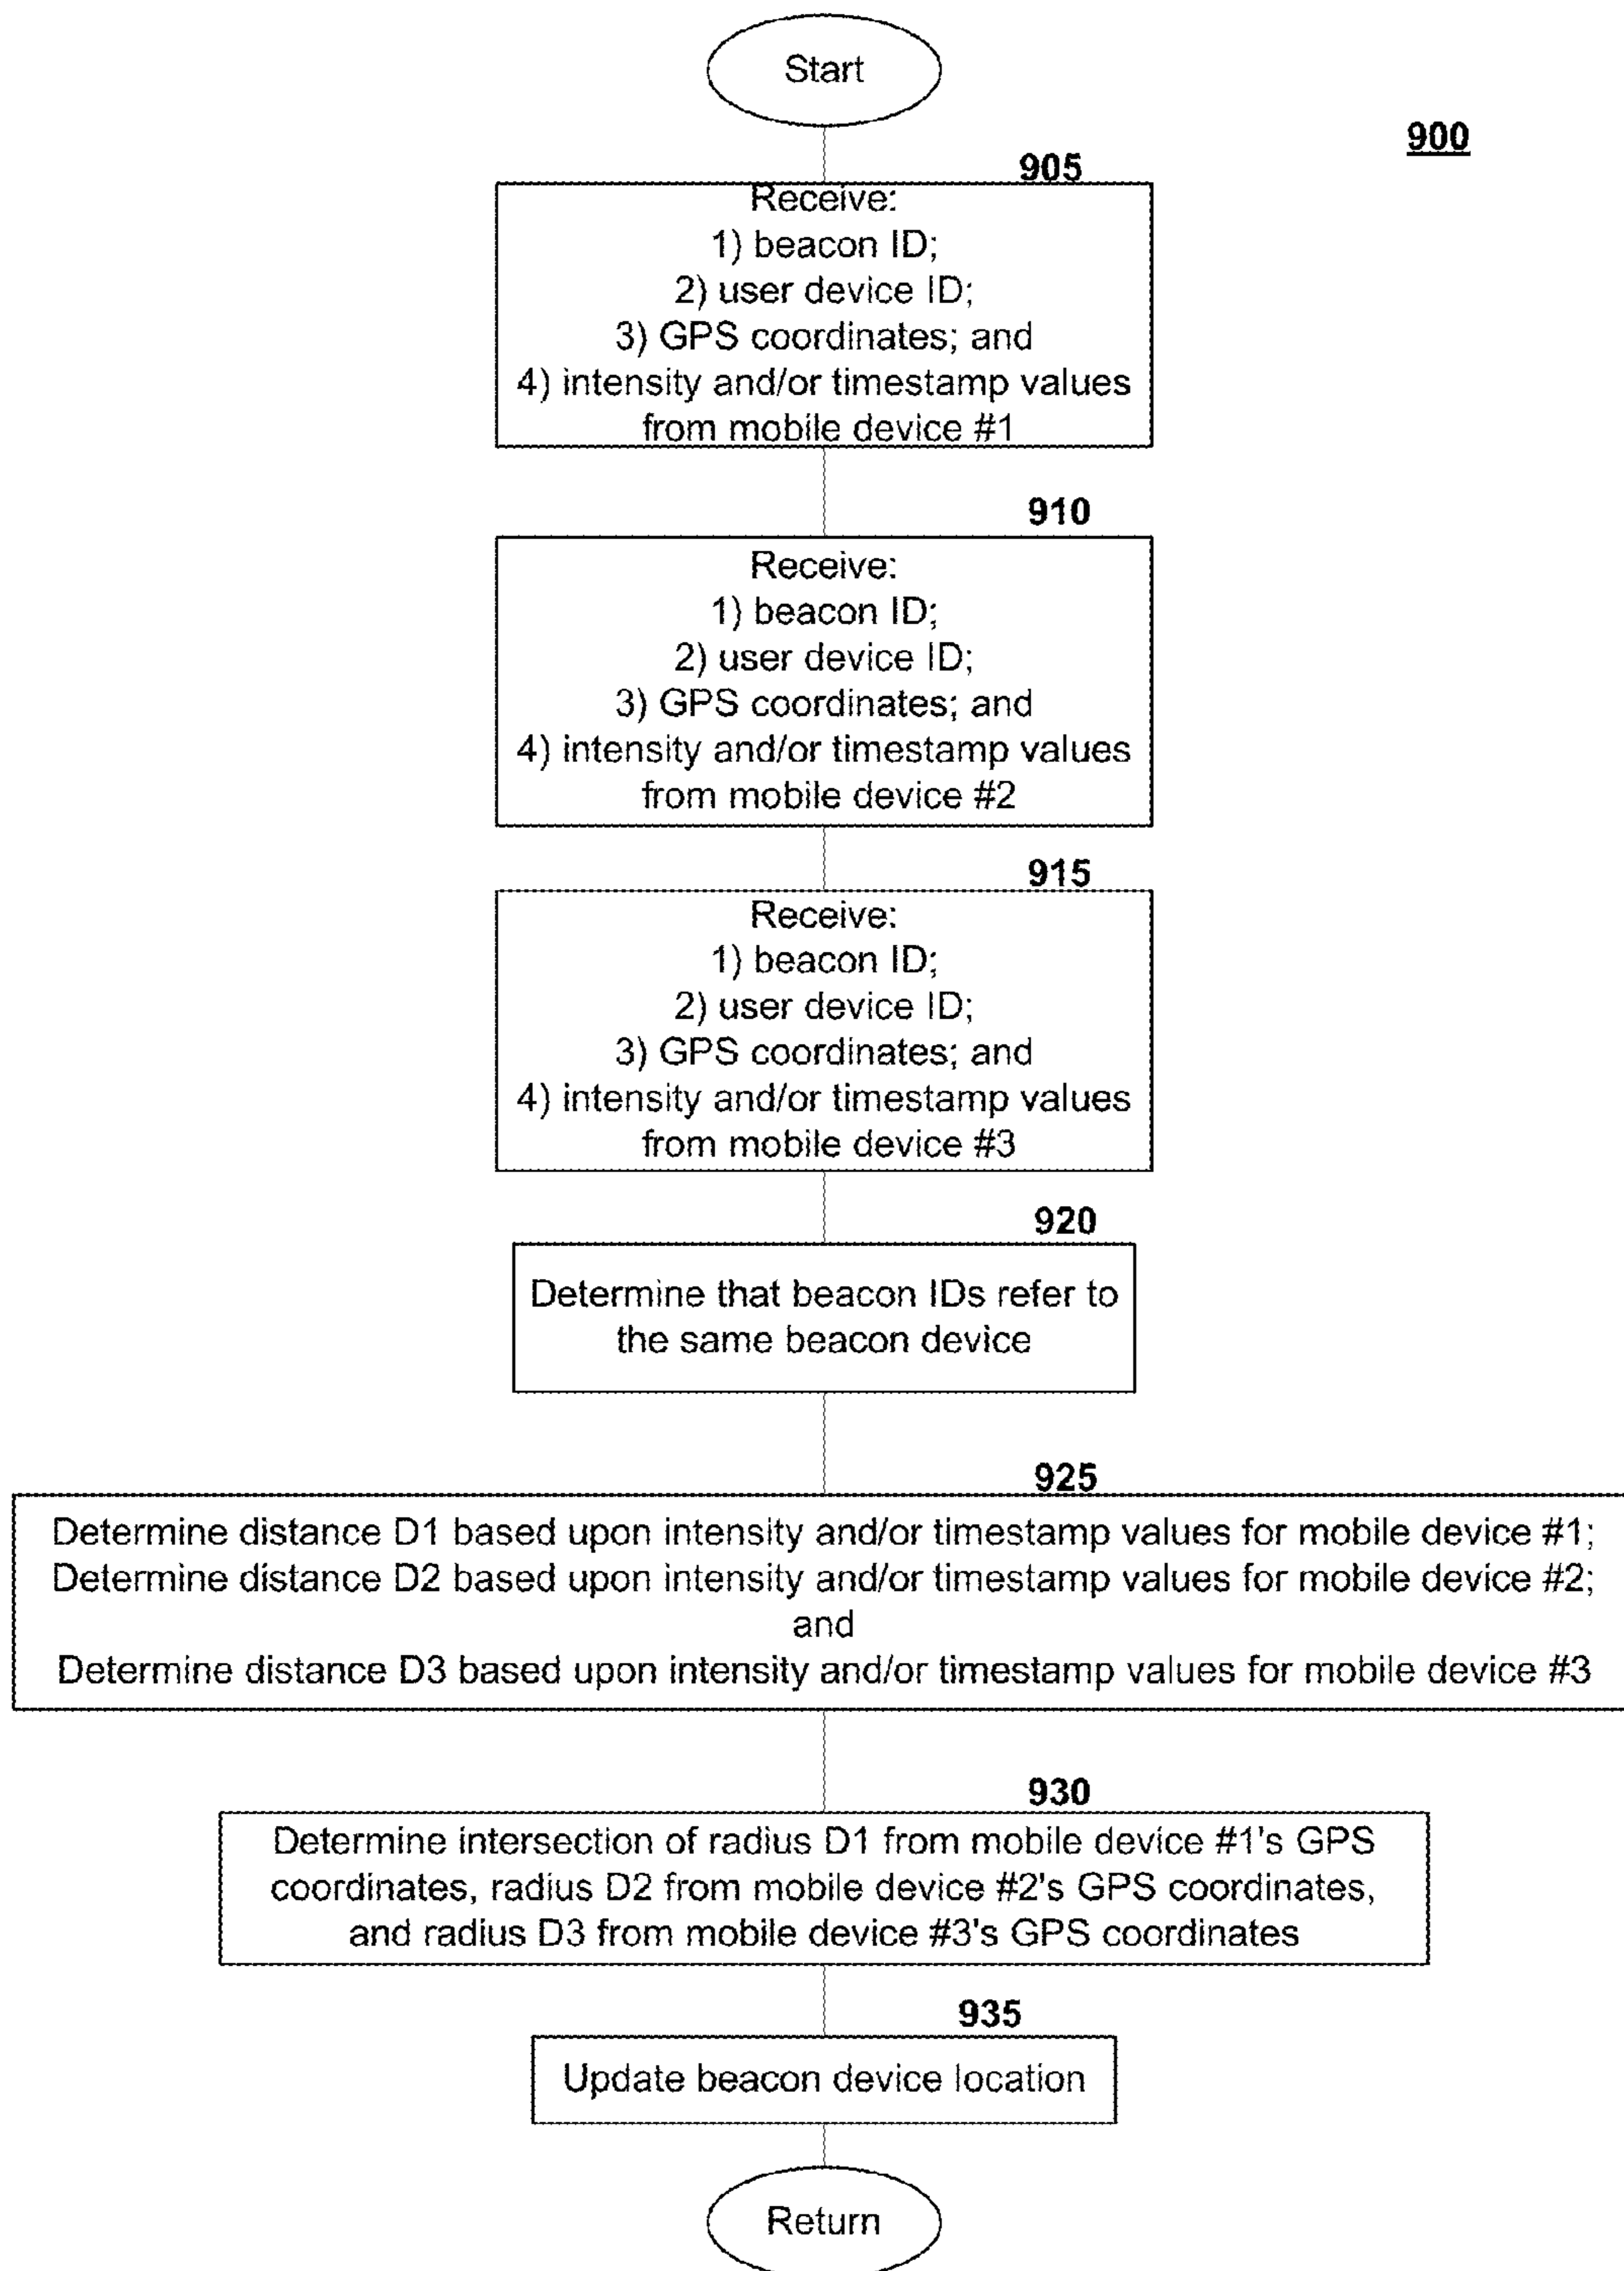 Start
900
905
Receive:
1) beacon ID;
2) user device ID;
3) GPS coordinates; and
4) intensity and/or timestamp values
from mobile device #1
910
Receive:
1) beacon ID;
2) user device ID;
3) GPS coordinates; and
4) intensity and/or timestamp values
from mobile device #2
915
Receive:
1) beacon ID;
2) user device ID;
3) GPS coordinates; and
4) intensity and/or timestamp values
from mobile device #3
920
Determine that beacon IDs refer to
the same beacon device
925
Determine distance D1 based upon intensity and/or timestamp values for mobile device #1;
Determine distance D2 based upon intensity and/or timestamp values for mobile device #2;
and
Determine distance D3 based upon intensity and/or timestamp values for mobile device #3
930
Determine intersection of radius D1 from mobile device #1's GPS
coordinates, radius D2 from mobile device #2's GPS coordinates,
and radius D3 from mobile device #3's GPS coordinates
935
Update beacon device location
Return